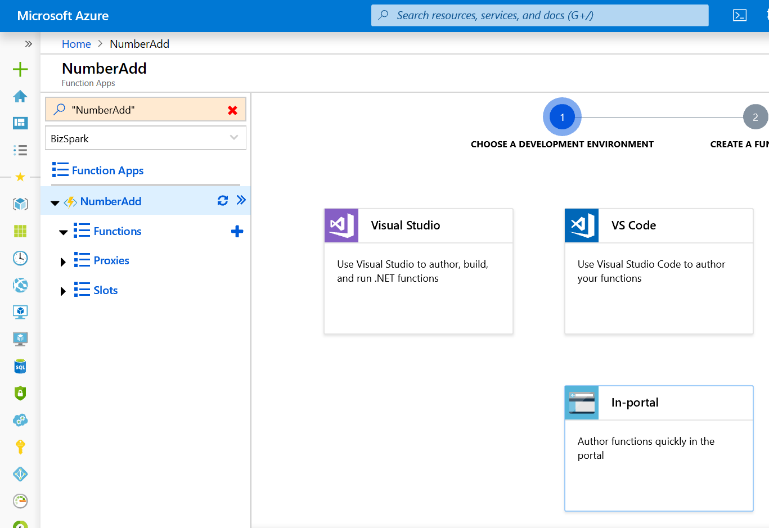 Microsoft Azure
Search resources, services, and docs (G+/)
Home > NumberAdd
NumberAdd
Function Apps
"NumberAdd"
BizSpark
Function Apps
NumberAdd
Functions
Proxies
Slots
1
2
CHOOSE A DEVELOPMENT ENVIRONMENT
CREATE A FUN
Visual Studio
Use Visual Studio to author, build,
and run .NET functions
VS Code
Use Visual Studio Code to author
your functions
In-portal
Author functions quickly in the
portal
SQL